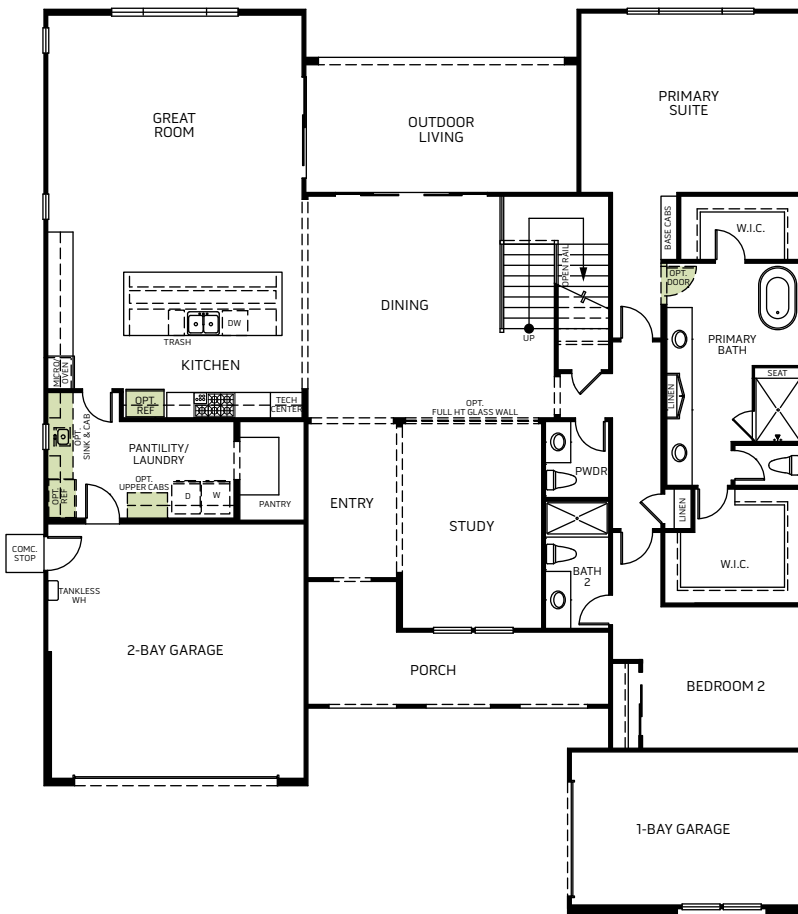 GREAT
ROOM
OUTDOOR
LIVING
PRIMARY
SUITE
BASE CABS
W.I.C.
OPT.
DOOR
OPEN RAIL
UP
DINING
DW
TRASH
KITCHEN
MICRO/
OVEN
PRIMARY
BATH
LINEN
SEAT
OPT.
REF
TECH
CENTER
OPT.
FULL HT GLASS WALL
OPT.
SINK & CAB
PANTILITY/
LAUNDRY
OPT.
UPPER CABS
OPT.
REF
D
W
PANTRY
ENTRY
STUDY
PWDR
LINEN
BATH
2
W.I.C.
COMC.
STOP
TANKLESS
WH
2-BAY GARAGE
PORCH
BEDROOM 2
1-BAY GARAGE